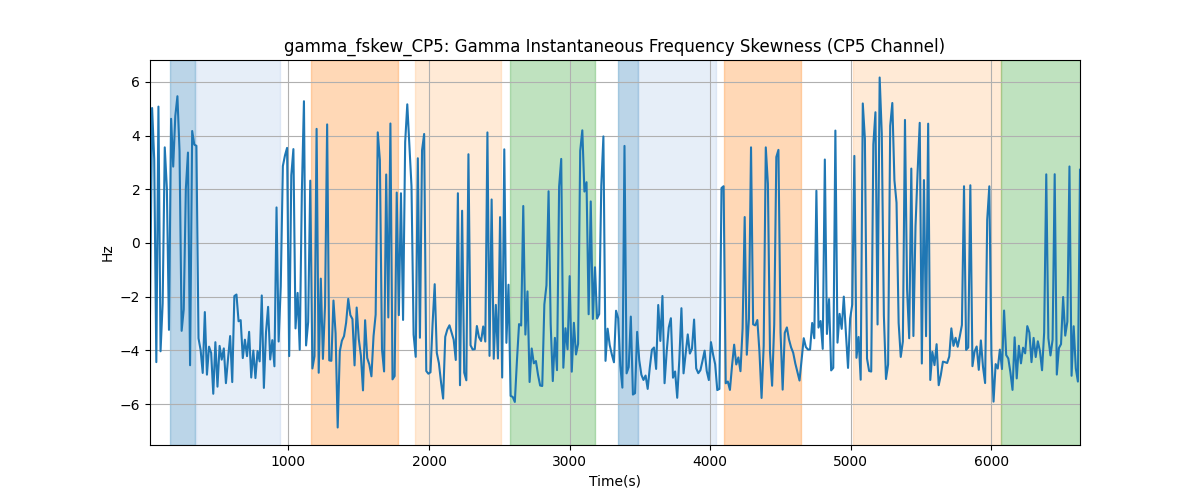 gamma_fskew_CP5: Gamma Instantaneous Frequency Skewness (CP5 Channel)
6
4
2
0
−2
−4
−6
Hz
1000 2000 3000 4000 5000 6000
Time(s)